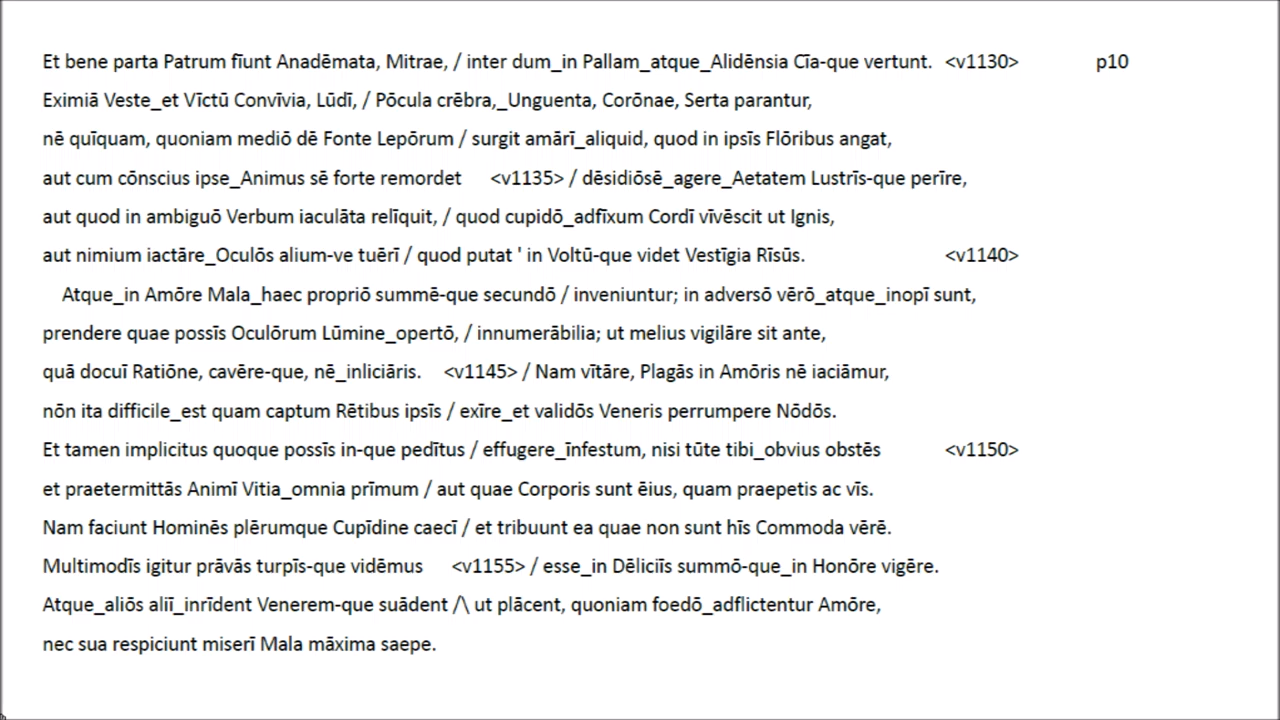 Et bene parta Patrum fīunt Anadēmata, Mitrae, / inter dum_in Pallam_atque_Alidēnsia Cīa-que vertunt. <v1130> p10
Eximiā Veste_et Vīctū Convīvia, Lūdī, / Pōcula crēbra,_Unguenta, Corōnae, Serta parantur,
nē quīquam, quoniam mediō dē Fonte Lepōrum / surgit amārī_aliquid, quod in ipsīs Flōribus angat,
aut cum cōnscius ipse_Animus sē forte remordet <v1135> / dēsidiōsē_agere_Aetatem Lustrīs-que perīre,
aut quod in ambiguō Verbum iaculāta relīquit, / quod cupidō_adfīxum Cordī vīvēscit ut Ignis,
aut nimium iactāre_Oculōs alium-ve tuērī / quod putat ' in Voltū-que videt Vestīgia Rīsūs. <v1140>
Atque_in Amōre Mala_haec propriō summē-que secundō / inveniuntur; in adversō vērō_atque_inopī sunt,
prendere quae possīs Oculōrum Lūmine_opertō, / innumerābilia; ut melius vigilāre sit ante,
quā docuī Ratiōne, cavēre-que, nē_inliciāris. <v1145> / Nam vītāre, Plagās in Amōris nē iaciāmur,
nōn ita difficile_est quam captum Rētibus ipsīs / exīre_et validōs Veneris perrumpere Nōdōs.
Et tamen implicitus quoque possīs in-que pedītus / effugere_īnfestum, nisi tūte tibi_obvius obstēs <v1150>
et praetermittās Animī Vitia_omnia prīmum / aut quae Corporis sunt ēius, quam praepetis ac vīs.
Nam faciunt Hominēs plērumque Cupīdine caecī / et tribuunt ea quae non sunt hīs Commoda vērē.
Multimodīs igitur prāvās turpīs-que vidēmus <v1155> / esse_in Dēliciīs summō-que_in Honōre vigēre.
Atque_aliōs aliī_inrīdent Venerem-que suādent /\ ut plācent, quoniam foedō_adflictentur Amōre,
nec sua respiciunt miserī Mala māxima saepe.